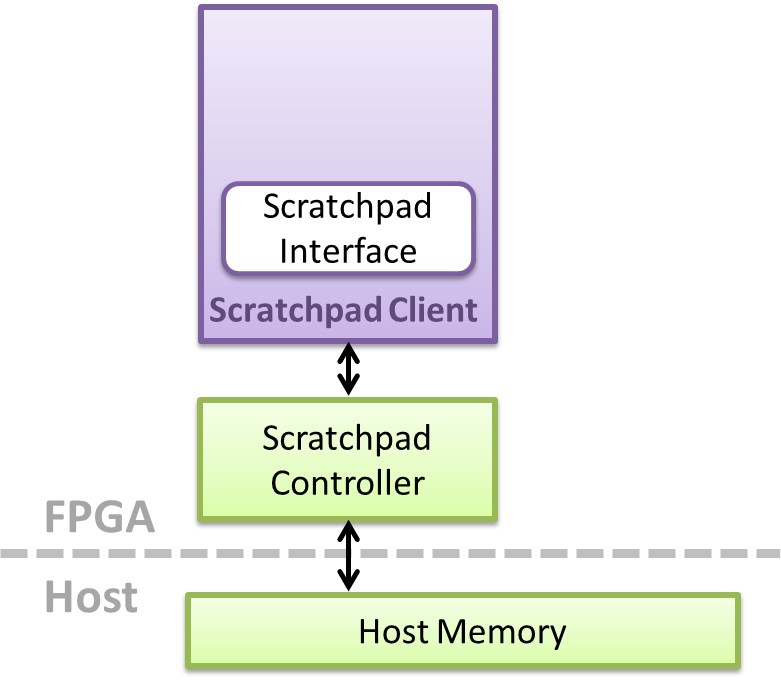 Scratchpad
Interface
Scratchpad Client
Scratchpad
Controller
FPGA
Host
Host Memory